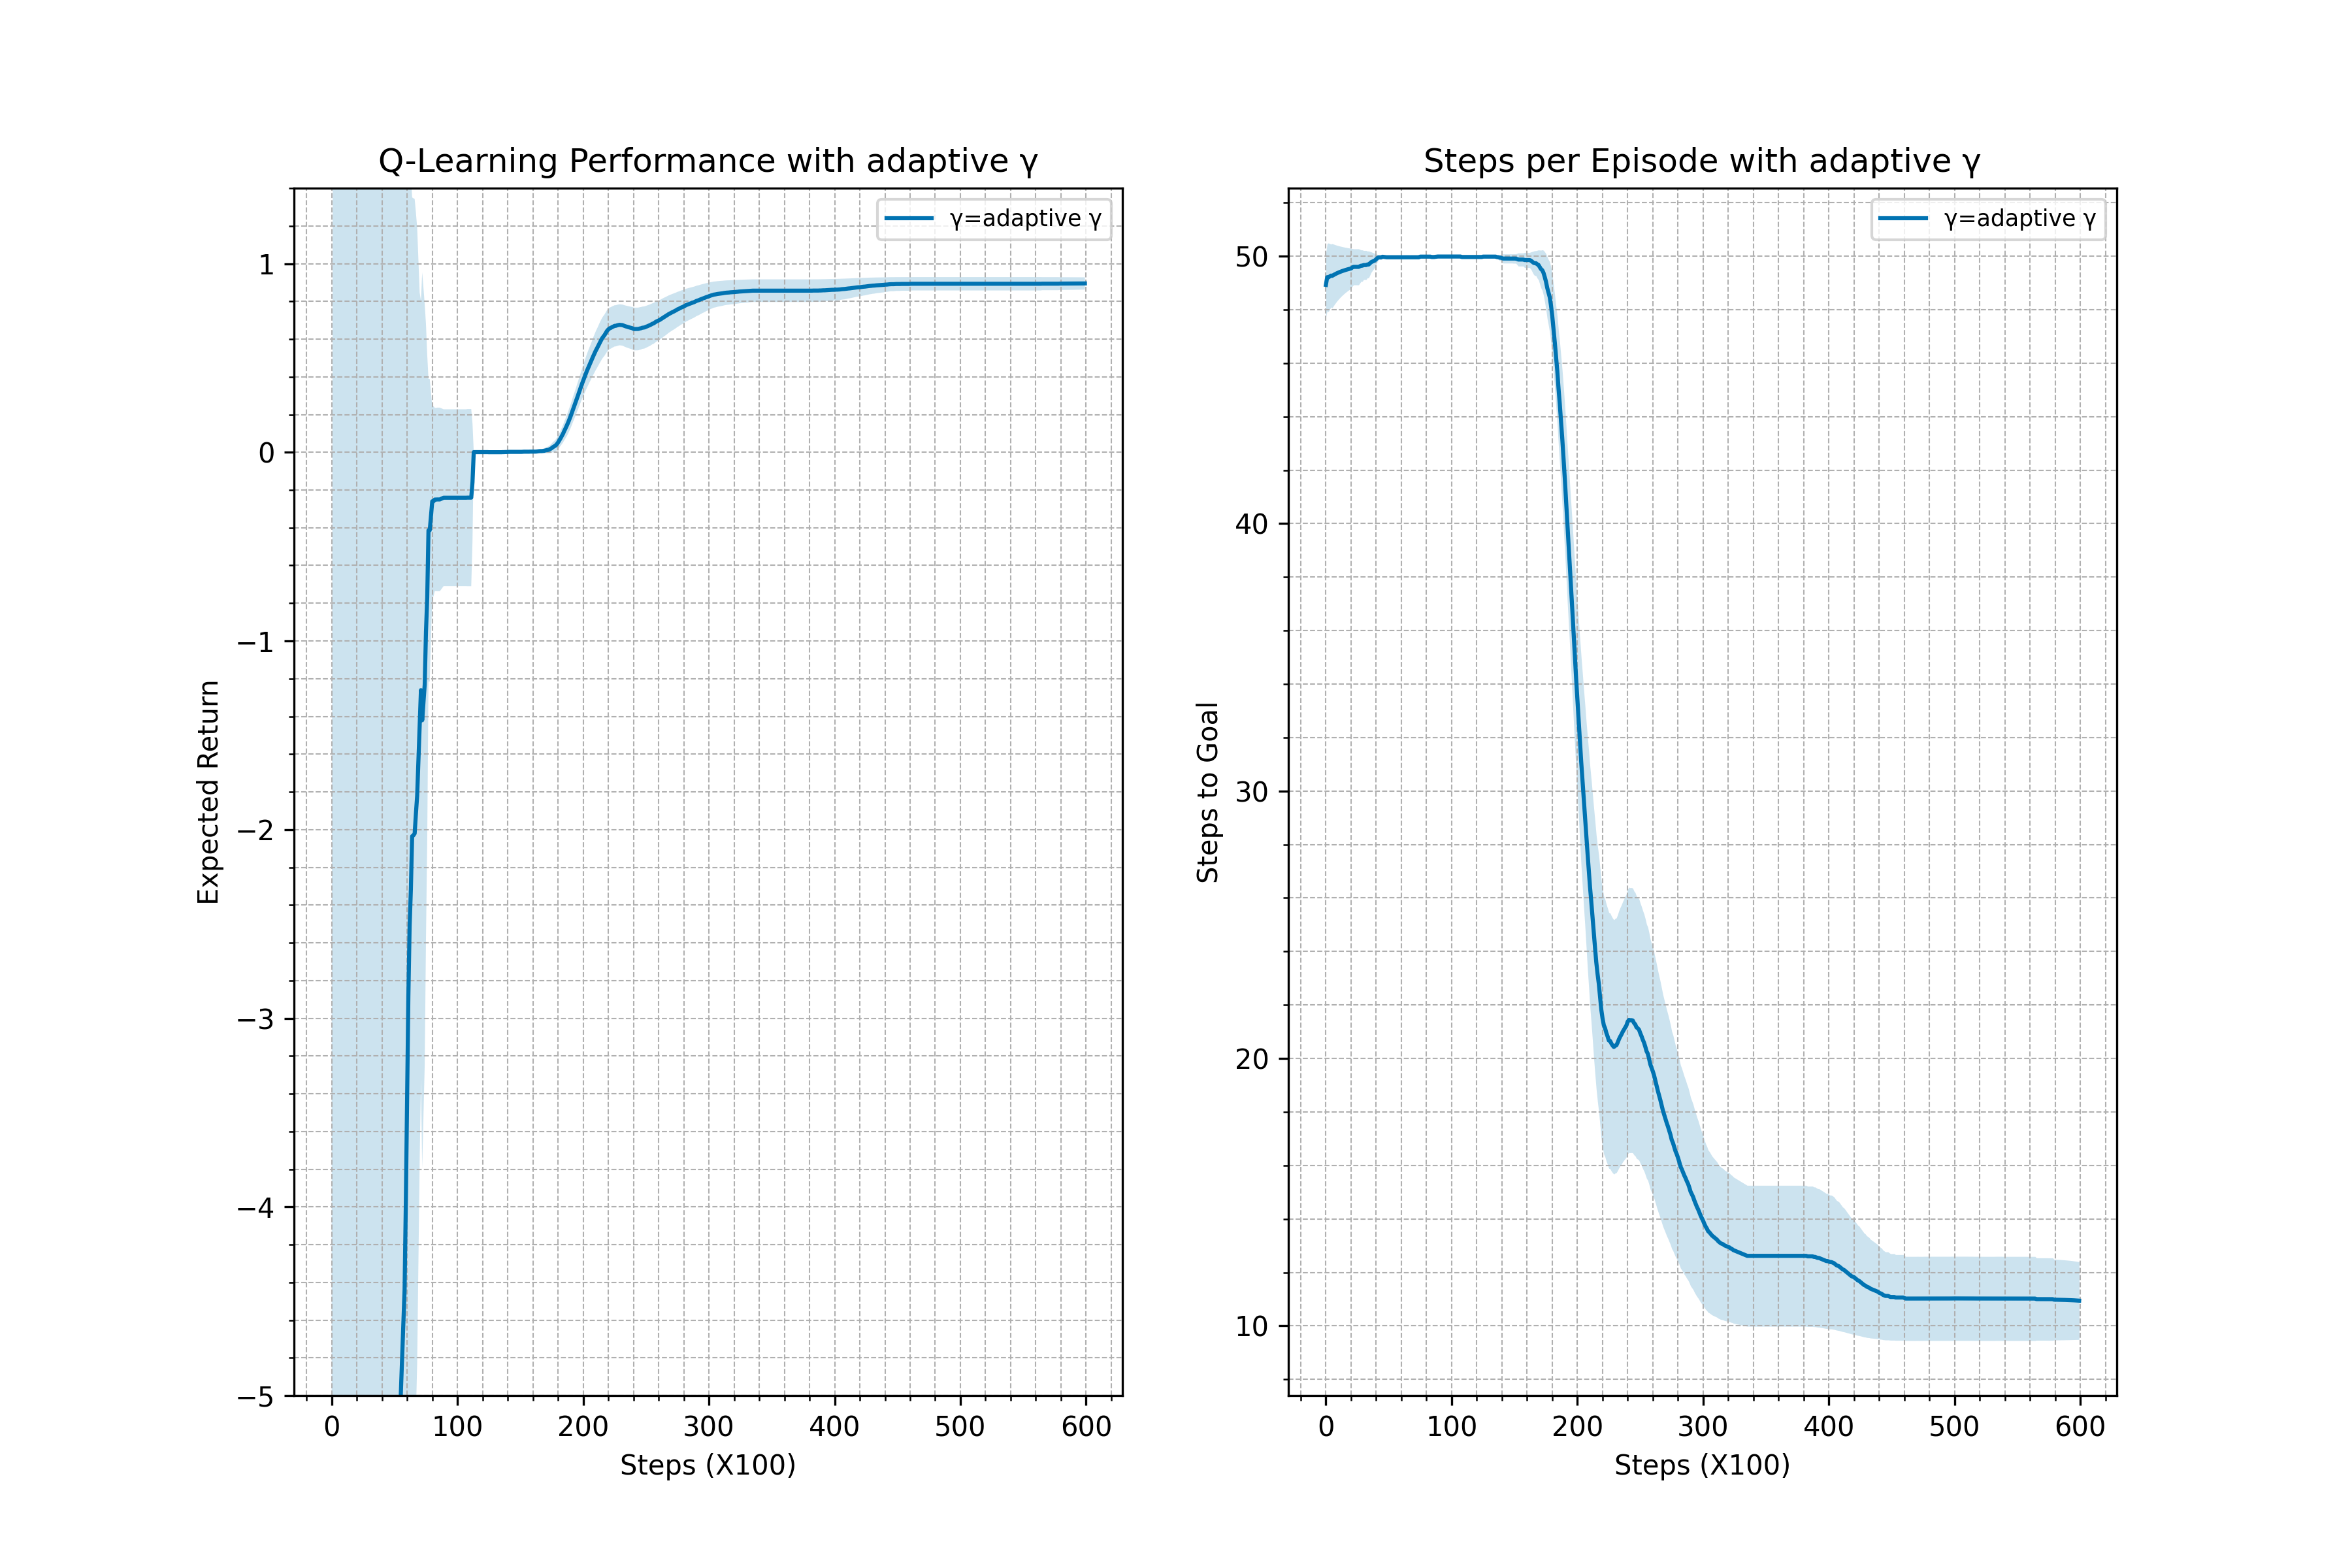 Q-Learning Performance with adaptive γ
γ=adaptive γ
1
0
−1
−2
−3
−4
−5
Expected Return
0 100 200 300 400 500 600
Steps (X100)
Steps per Episode with adaptive γ
γ=adaptive γ
50
40
30
20
10
Steps to Goal
0 100 200 300 400 500 600
Steps (X100)